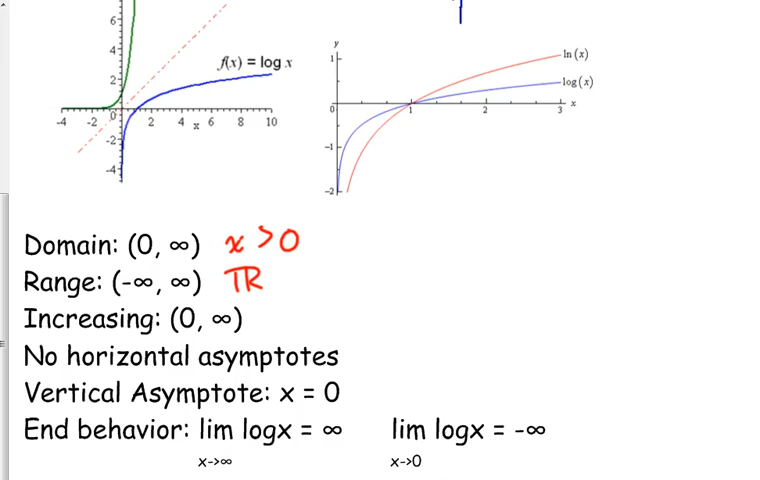 6
4
2
0
-4 -2 2 4 x 6 8 10
-2
-4
f(x) = log x
y
1
0 1 2 3 x
-1
-2
ln(x)
log(x)
Domain: (0, ∞) x > 0
Range: (-∞, ∞) ℝ
Increasing: (0, ∞)
No horizontal asymptotes
Vertical Asymptote: x = 0
End behavior: lim logx = ∞ lim logx = -∞
x->∞ x->0